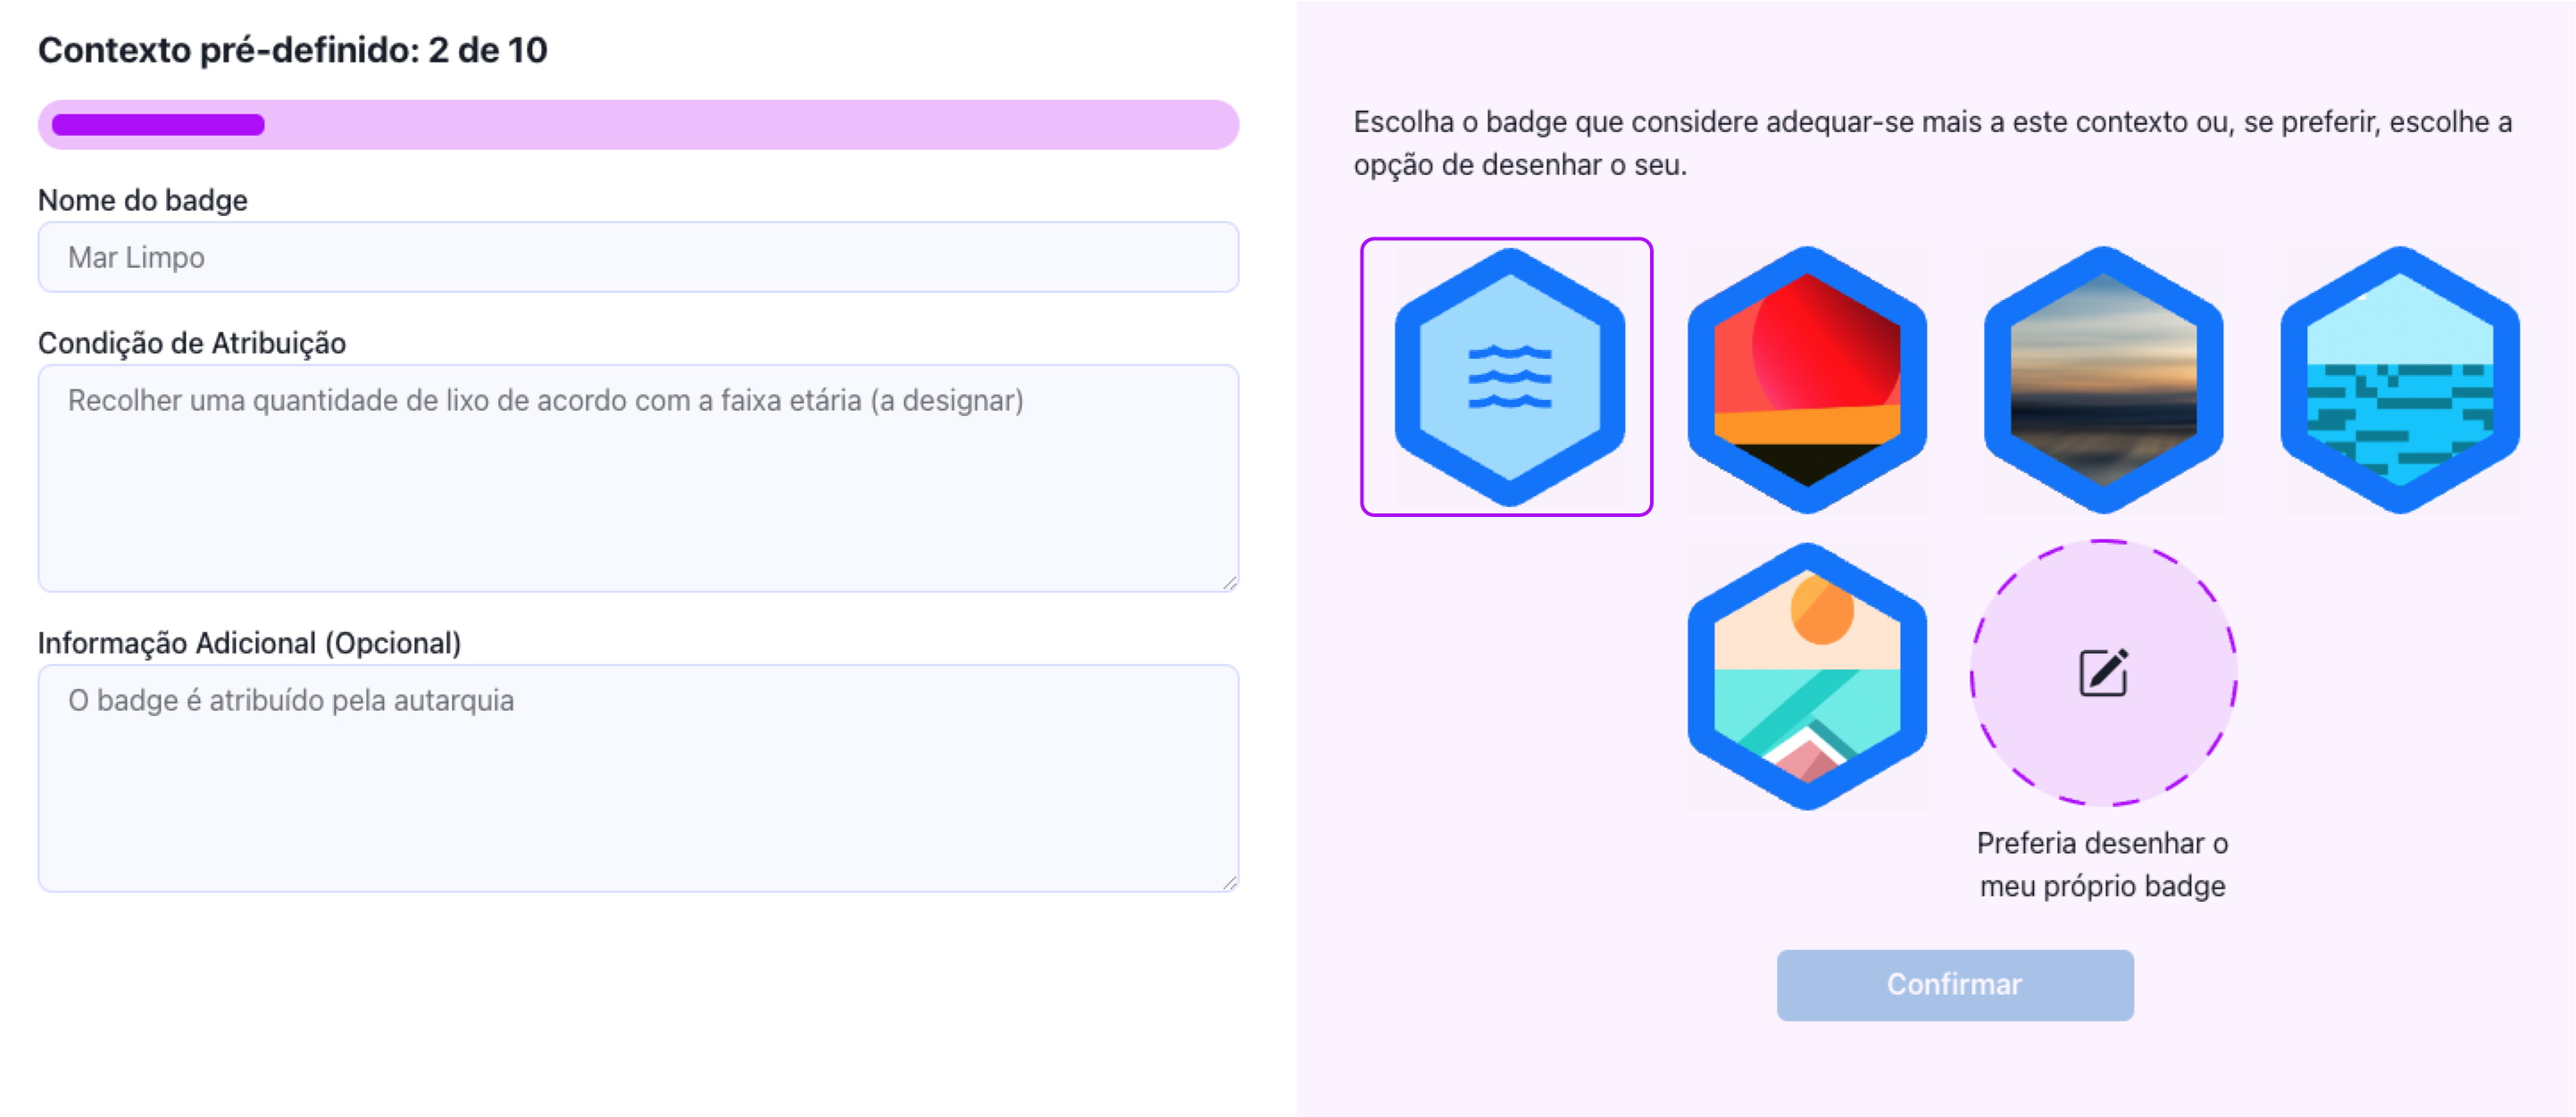 Contexto pré-definido: 2 de 10
Nome do badge
Mar Limpo
Condição de Atribuição
Recolher uma quantidade de lixo de acordo com a faixa etária (a designar)
Informação Adicional (Opcional)
O badge é atribuído pela autarquia
Escolha o badge que considere adequar-se mais a este contexto ou, se preferir, escolhe a
opção de desenhar o seu.
Preferia desenhar o
meu próprio badge
Confirmar